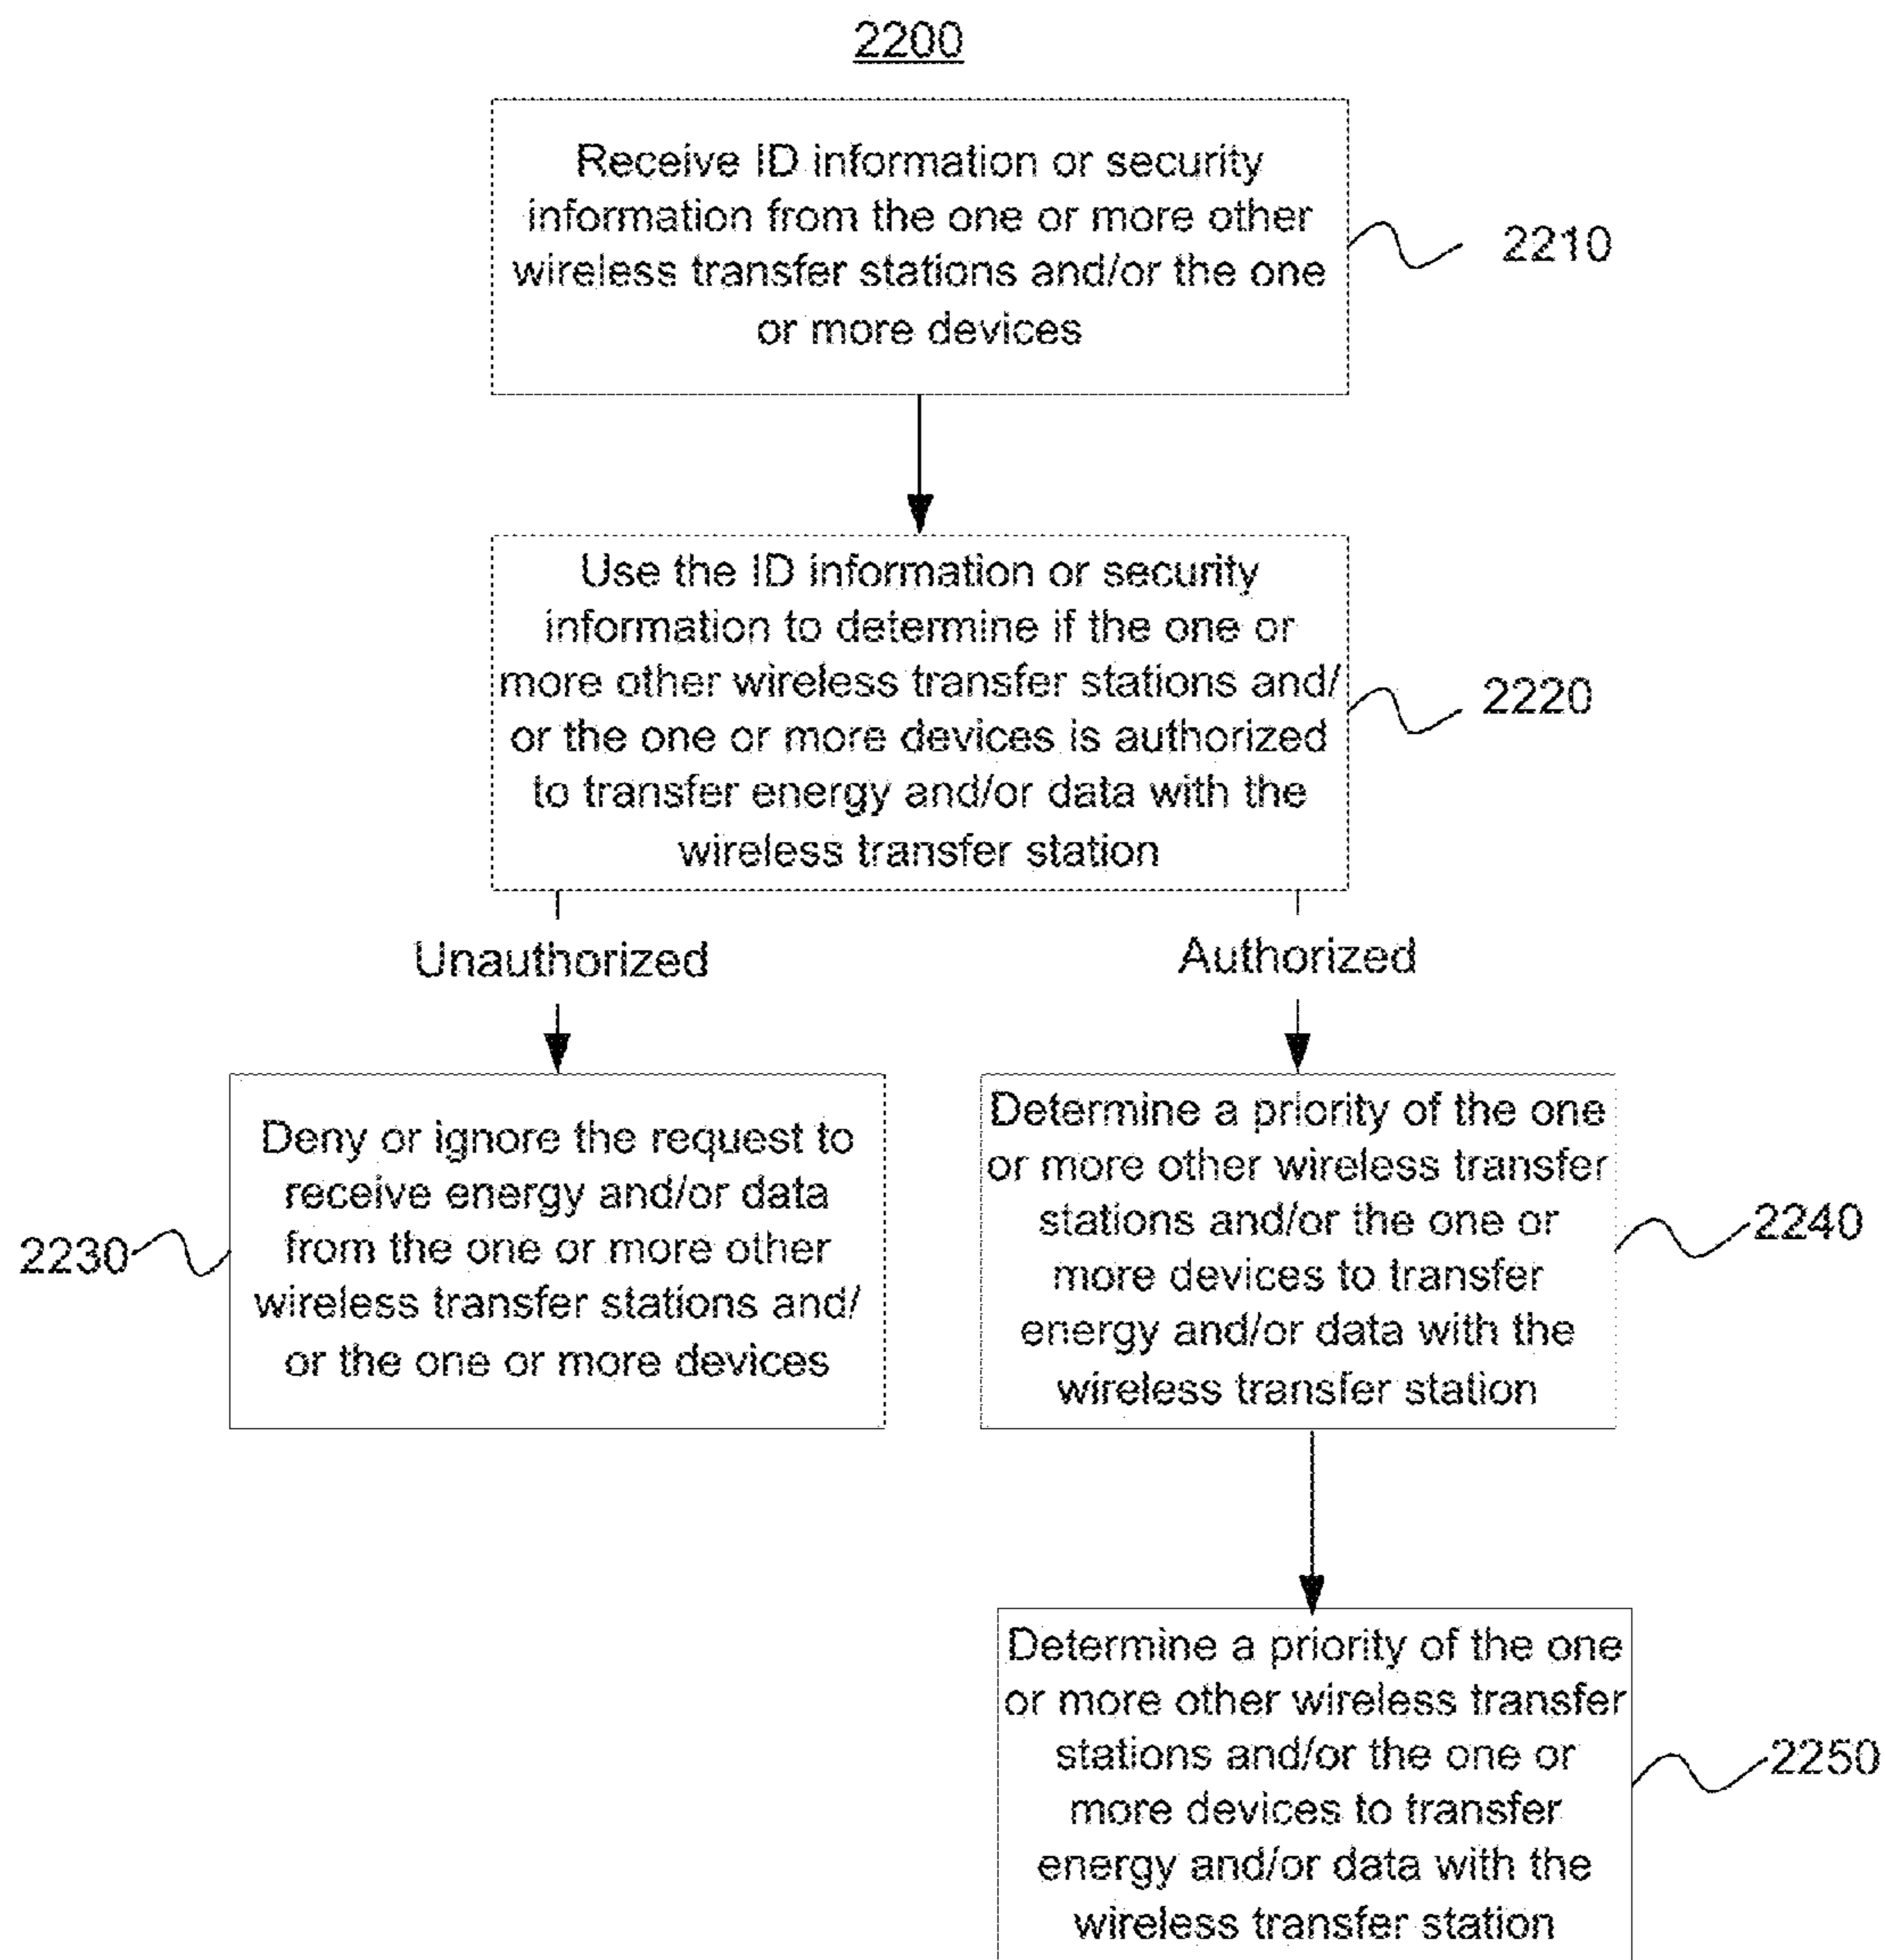 2200
Receive ID information or security
information from the one or more other
wireless transfer stations and/or the one
or more devices
2210
Use the ID information or security
information to determine if the one or
more other wireless transfer stations and/
or the one or more devices is authorized
to transfer energy and/or data with the
wireless transfer station
2220
Unauthorized
Authorized
Deny or ignore the request to
receive energy and/or data
from the one or more other
wireless transfer stations and/
or the one or more devices
2230
Determine a priority of the one
or more other wireless transfer
stations and/or the one or
more devices to transfer
energy and/or data with the
wireless transfer station
2240
Determine a priority of the one
or more other wireless transfer
stations and/or the one or
more devices to transfer
energy and/or data with the
wireless transfer station
2250